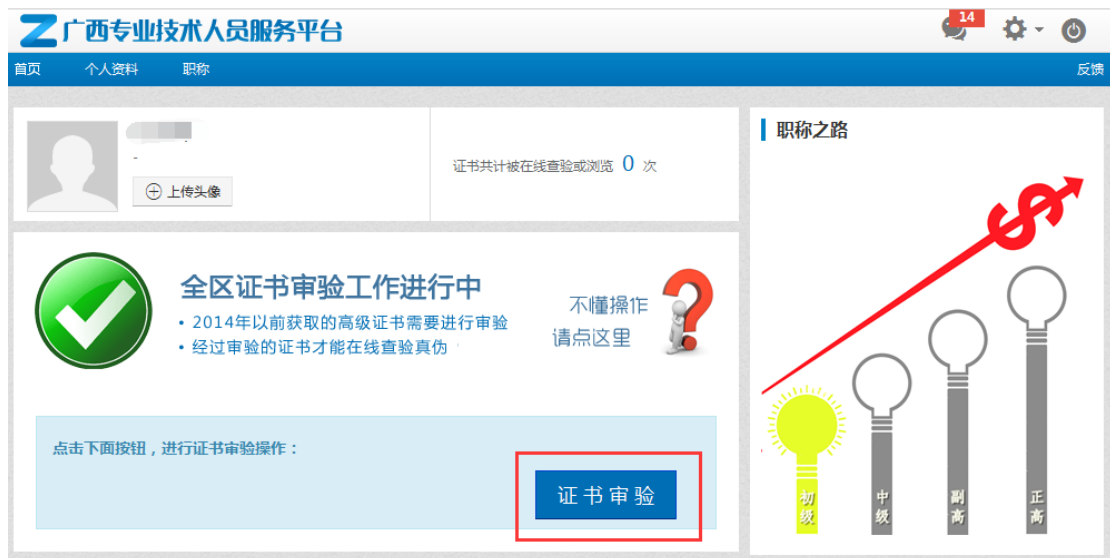 广西专业技术人员服务平台
14
首页 个人资料 职称 反馈
-
上传头像
证书共计被在线查验或浏览 0 次
全区证书审验工作进行中
• 2014年以前获取的高级证书需要进行审验
• 经过审验的证书才能在线查验真伪
不懂操作
请点这里
点击下面按钮，进行证书审验操作：
证书审验
职称之路
初级
中级
副高
正高